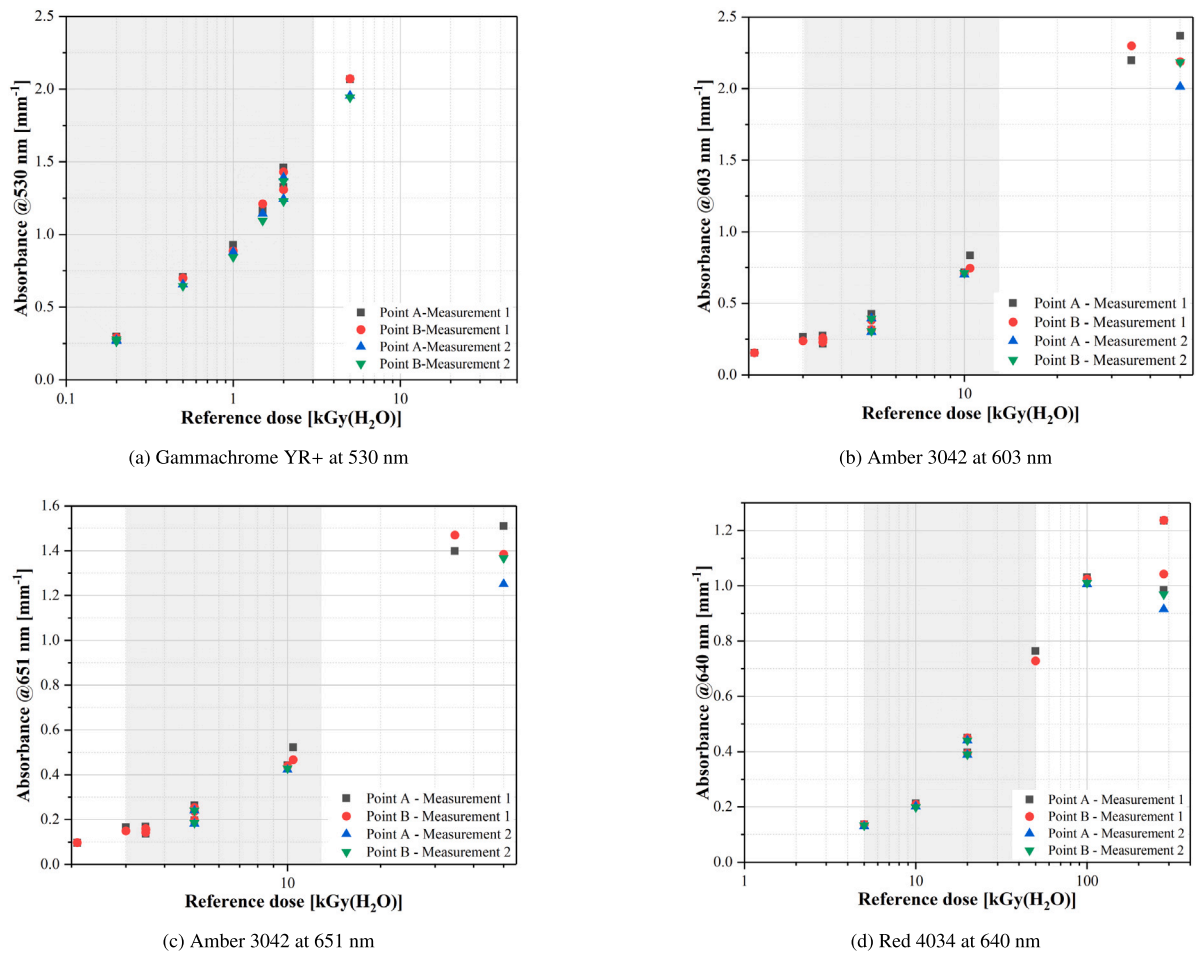 2.5
2.0
1.5
1.0
0.5
0.0
Absorbance @530 nm [mm⁻¹]
Point A-Measurement 1
Point B-Measurement 1
Point A-Measurement 2
Point B-Measurement 2
0.1
1
10
Reference dose [kGy(H₂O)]
(a) Gammachrome YR+ at 530 nm
2.5
2.0
1.5
1.0
0.5
0.0
Absorbance @603 nm [mm⁻¹]
Point A - Measurement 1
Point B - Measurement 1
Point A - Measurement 2
Point B - Measurement 2
10
Reference dose [kGy(H₂O)]
(b) Amber 3042 at 603 nm
1.6
1.4
1.2
1.0
0.8
0.6
0.4
0.2
0.0
Absorbance @651 nm [mm⁻¹]
Point A - Measurement 1
Point B - Measurement 1
Point A - Measurement 2
Point B - Measurement 2
10
Reference dose [kGy(H₂O)]
(c) Amber 3042 at 651 nm
1.2
1.0
0.8
0.6
0.4
0.2
0.0
Absorbance @640 nm [mm⁻¹]
Point A - Measurement 1
Point B - Measurement 1
Point A - Measurement 2
Point B - Measurement 2
1
10
100
Reference dose [kGy(H₂O)]
(d) Red 4034 at 640 nm